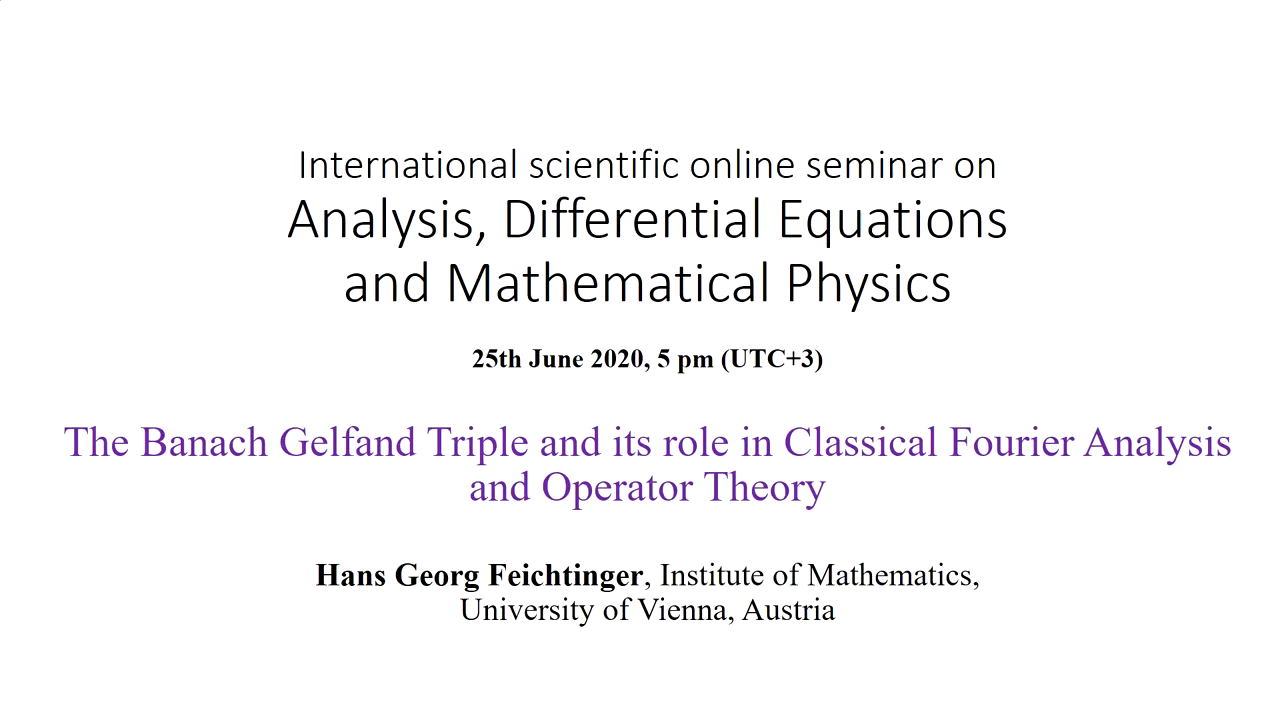 International scientific online seminar on
Analysis, Differential Equations
and Mathematical Physics
25th June 2020, 5 pm (UTC+3)
The Banach Gelfand Triple and its role in Classical Fourier Analysis
and Operator Theory
Hans Georg Feichtinger, Institute of Mathematics,
University of Vienna, Austria